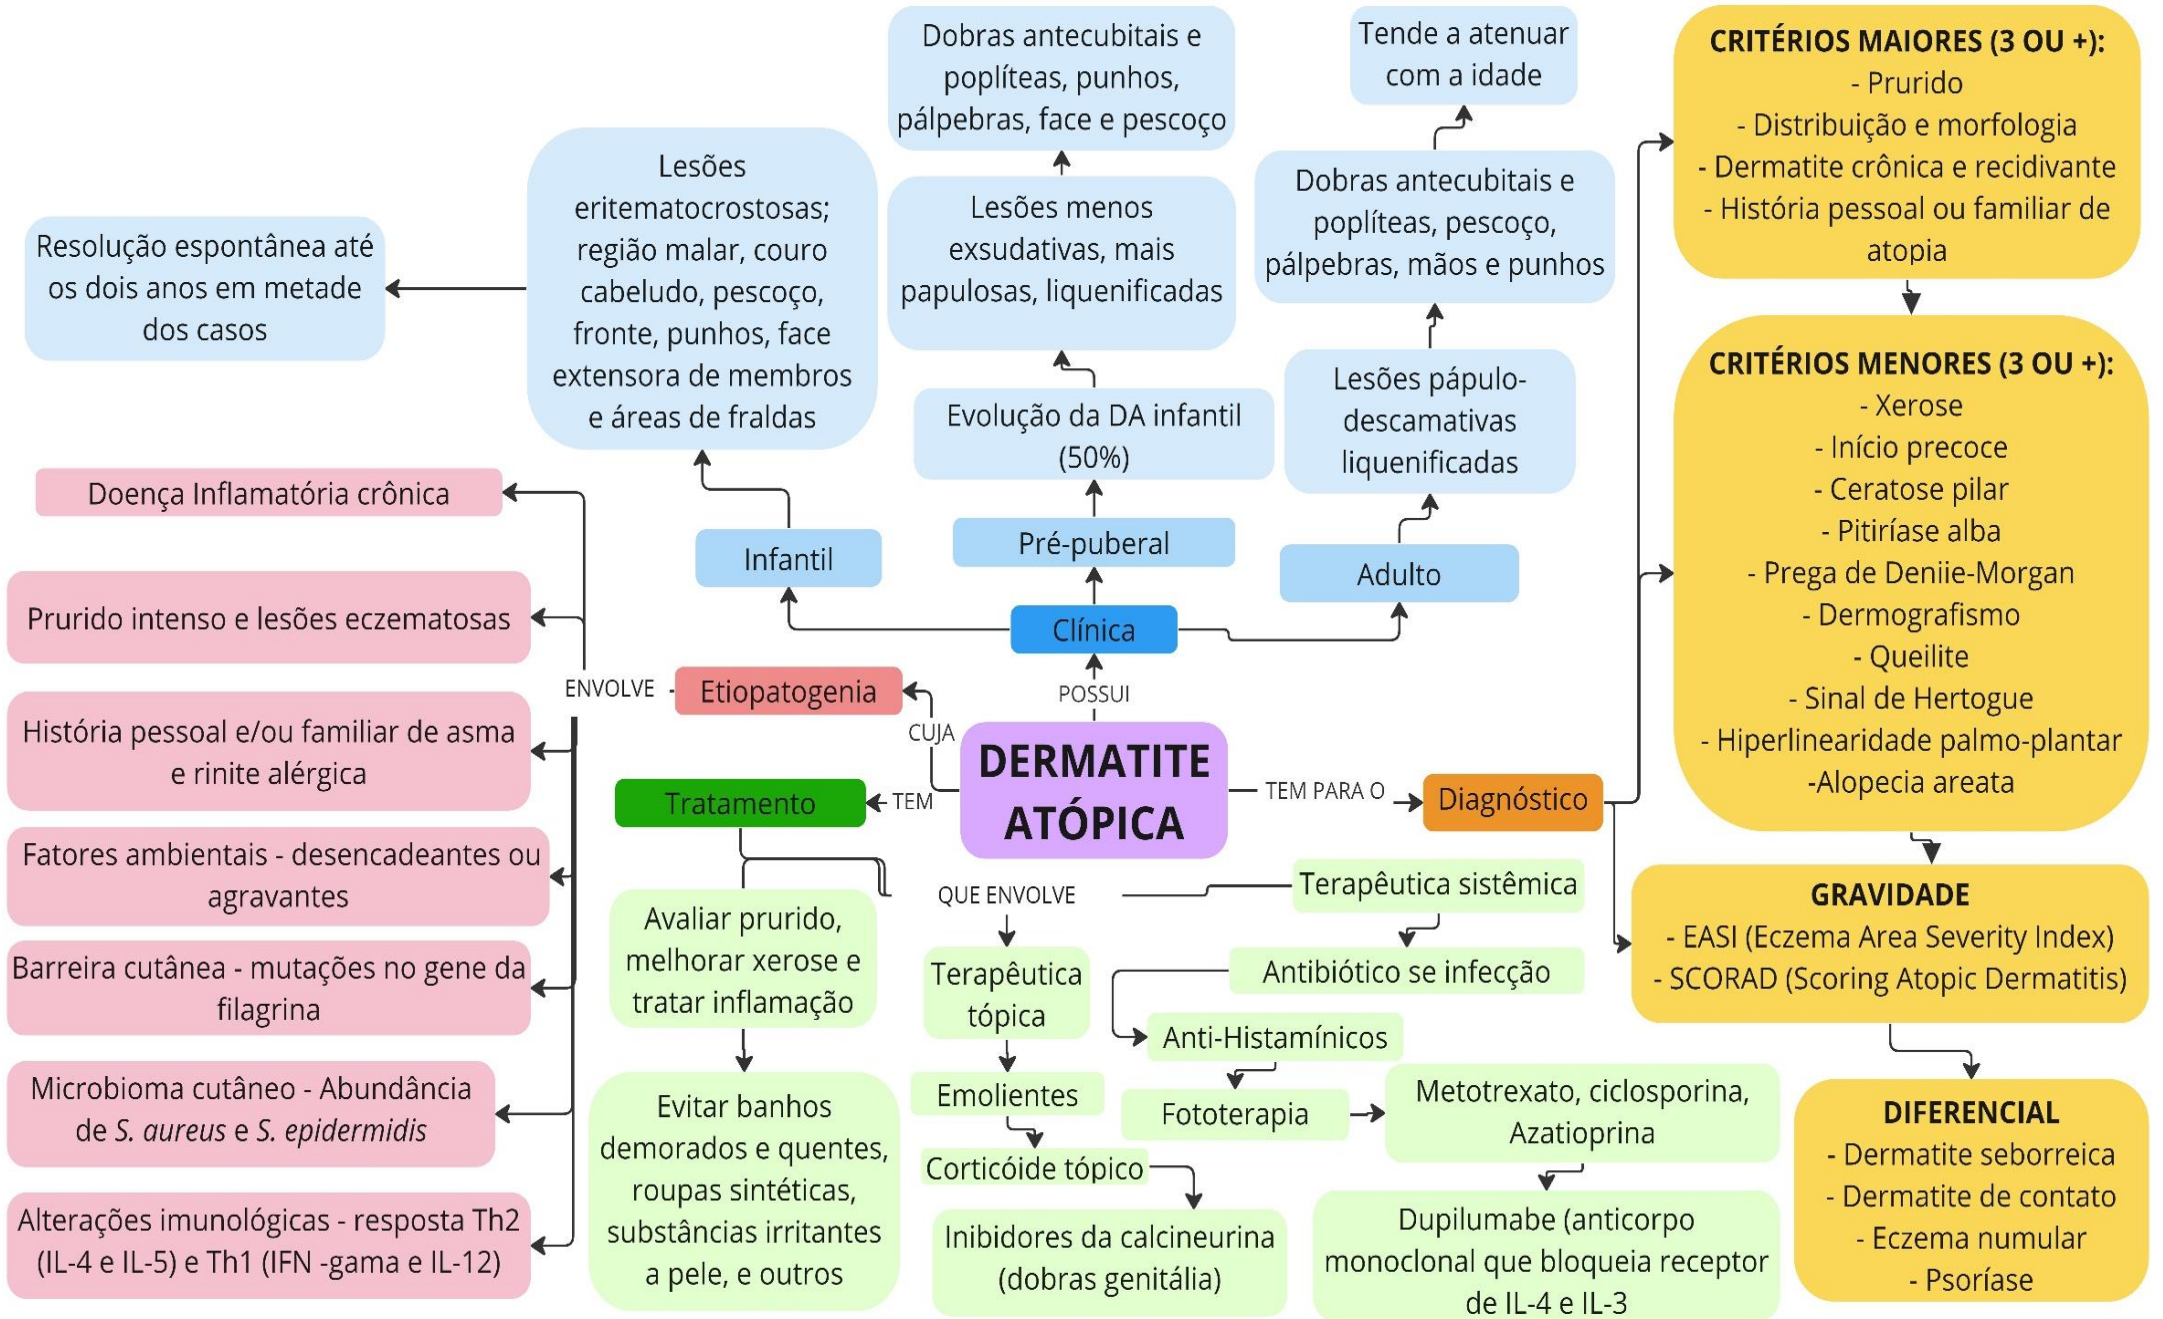 DERMATITE
ATÓPICA
CUJA
Etiopatogenia
ENVOLVE
Doença Inflamatória crônica
Prurido intenso e lesões eczematosas
História pessoal e/ou familiar de asma
e rinite alérgica
Fatores ambientais - desencadeantes ou
agravantes
Barreira cutânea - mutações no gene da
filagrina
Microbioma cutâneo - Abundância
de S. aureus e S. epidermidis
Alterações imunológicas - resposta Th2
(IL-4 e IL-5) e Th1 (IFN -gama e IL-12)
POSSUI
Clínica
Infantil
Lesões
eritematocrostosas;
região malar, couro
cabeludo, pescoço,
fronte, punhos, face
extensora de membros
e áreas de fraldas
Resolução espontânea até
os dois anos em metade
dos casos
Pré-puberal
Evolução da DA infantil
(50%)
Lesões menos
exsudativas, mais
papulosas, liquenificadas
Dobras antecubitais e
poplíteas, punhos,
pálpebras, face e pescoço
Adulto
Lesões pápulo-
descamativas
liquenificadas
Dobras antecubitais e
poplíteas, pescoço,
pálpebras, mãos e punhos
Tende a atenuar
com a idade
TEM PARA O
Diagnóstico
CRITÉRIOS MAIORES (3 OU +):
- Prurido
- Distribuição e morfologia
- Dermatite crônica e recidivante
- História pessoal ou familiar de
atopia
CRITÉRIOS MENORES (3 OU +):
- Xerose
- Início precoce
- Ceratose pilar
- Pitiríase alba
- Prega de Deniie-Morgan
- Dermografismo
- Queilite
- Sinal de Hertogue
- Hiperlinearidade palmo-plantar
-Alopecia areata
GRAVIDADE
- EASI (Eczema Area Severity Index)
- SCORAD (Scoring Atopic Dermatitis)
DIFERENCIAL
- Dermatite seborreica
- Dermatite de contato
- Eczema numular
- Psoríase
TEM
Tratamento
Avaliar prurido,
melhorar xerose e
tratar inflamação
Evitar banhos
demorados e quentes,
roupas sintéticas,
substâncias irritantes
a pele, e outros
QUE ENVOLVE
Terapêutica
tópica
Emolientes
Corticóide tópico
Inibidores da calcineurina
(dobras genitália)
Terapêutica sistêmica
Antibiótico se infecção
Anti-Histamínicos
Fototerapia
Metotrexato, ciclosporina,
Azatioprina
Dupilumabe (anticorpo
monoclonal que bloqueia receptor
de IL-4 e IL-3